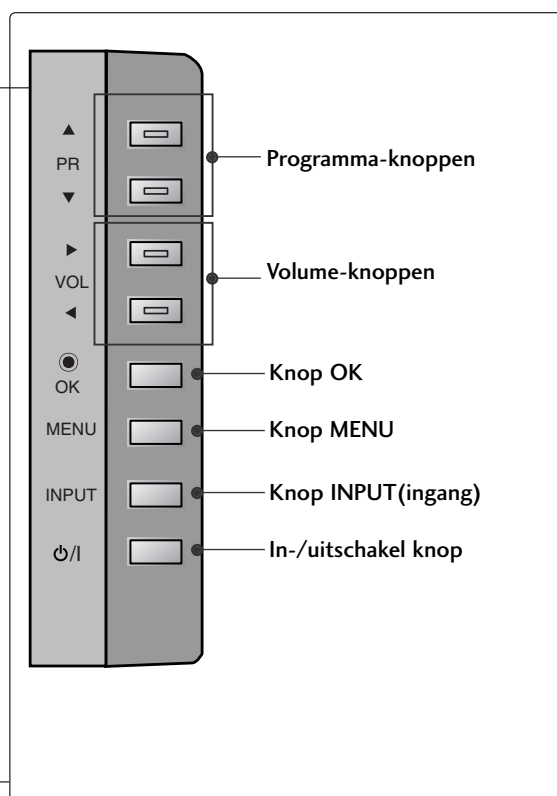 PR
Programma-knoppen
VOL
Volume-knoppen
OK
Knop OK
MENU
Knop MENU
INPUT
Knop INPUT(ingang)
/I
In-/uitschakel knop